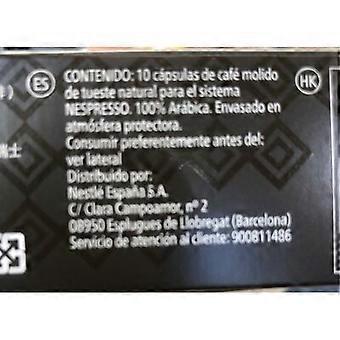 ES
CONTENIDO: 10 cápsulas de café molido
de tueste natural para el sistema
NESPRESSO. 100% Arábica. Envasado en
atmósfera protectora.
Consumir preferentemente antes del:
ver lateral
Distribuido por:
Nestlé España S.A.
C/ Clara Campoamor, nº 2
08950 Esplugues de Llobregat (Barcelona)
Servicio de atención al cliente: 900811486
HK
士